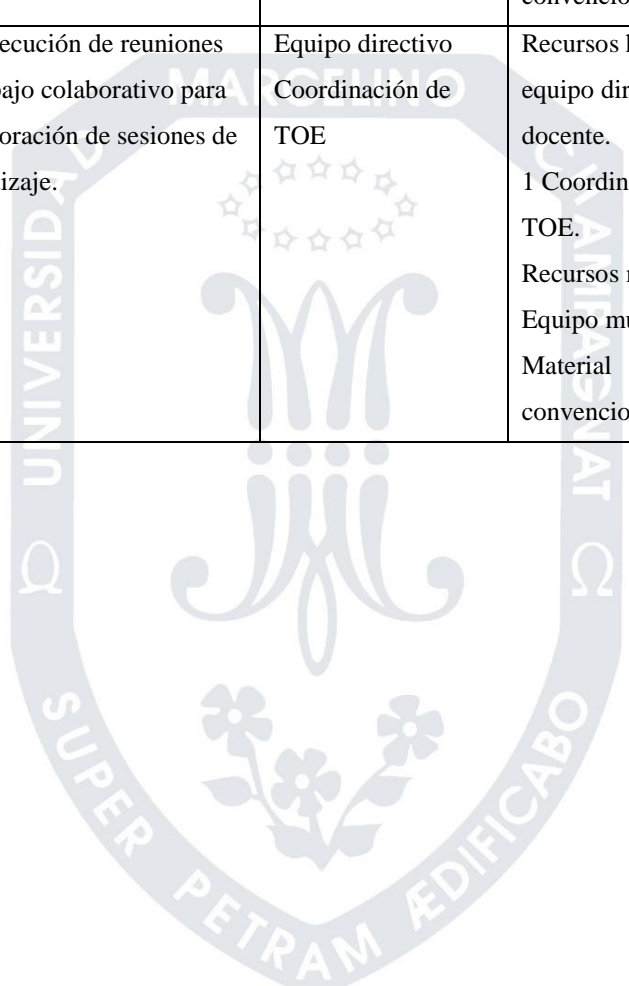 ecución de reuniones
bajo colaborativo para
oración de sesiones de
izaje.
Equipo directivo
Coordinación de
TOE
convencio
Recursos
equipo dir
docente.
1 Coordin
TOE.
Recursos
Equipo mu
Material
convencio
UNIVERSIDAD MARCELINO CHAMPAGNAT
SUPER PETRAM ÆDIFICABO